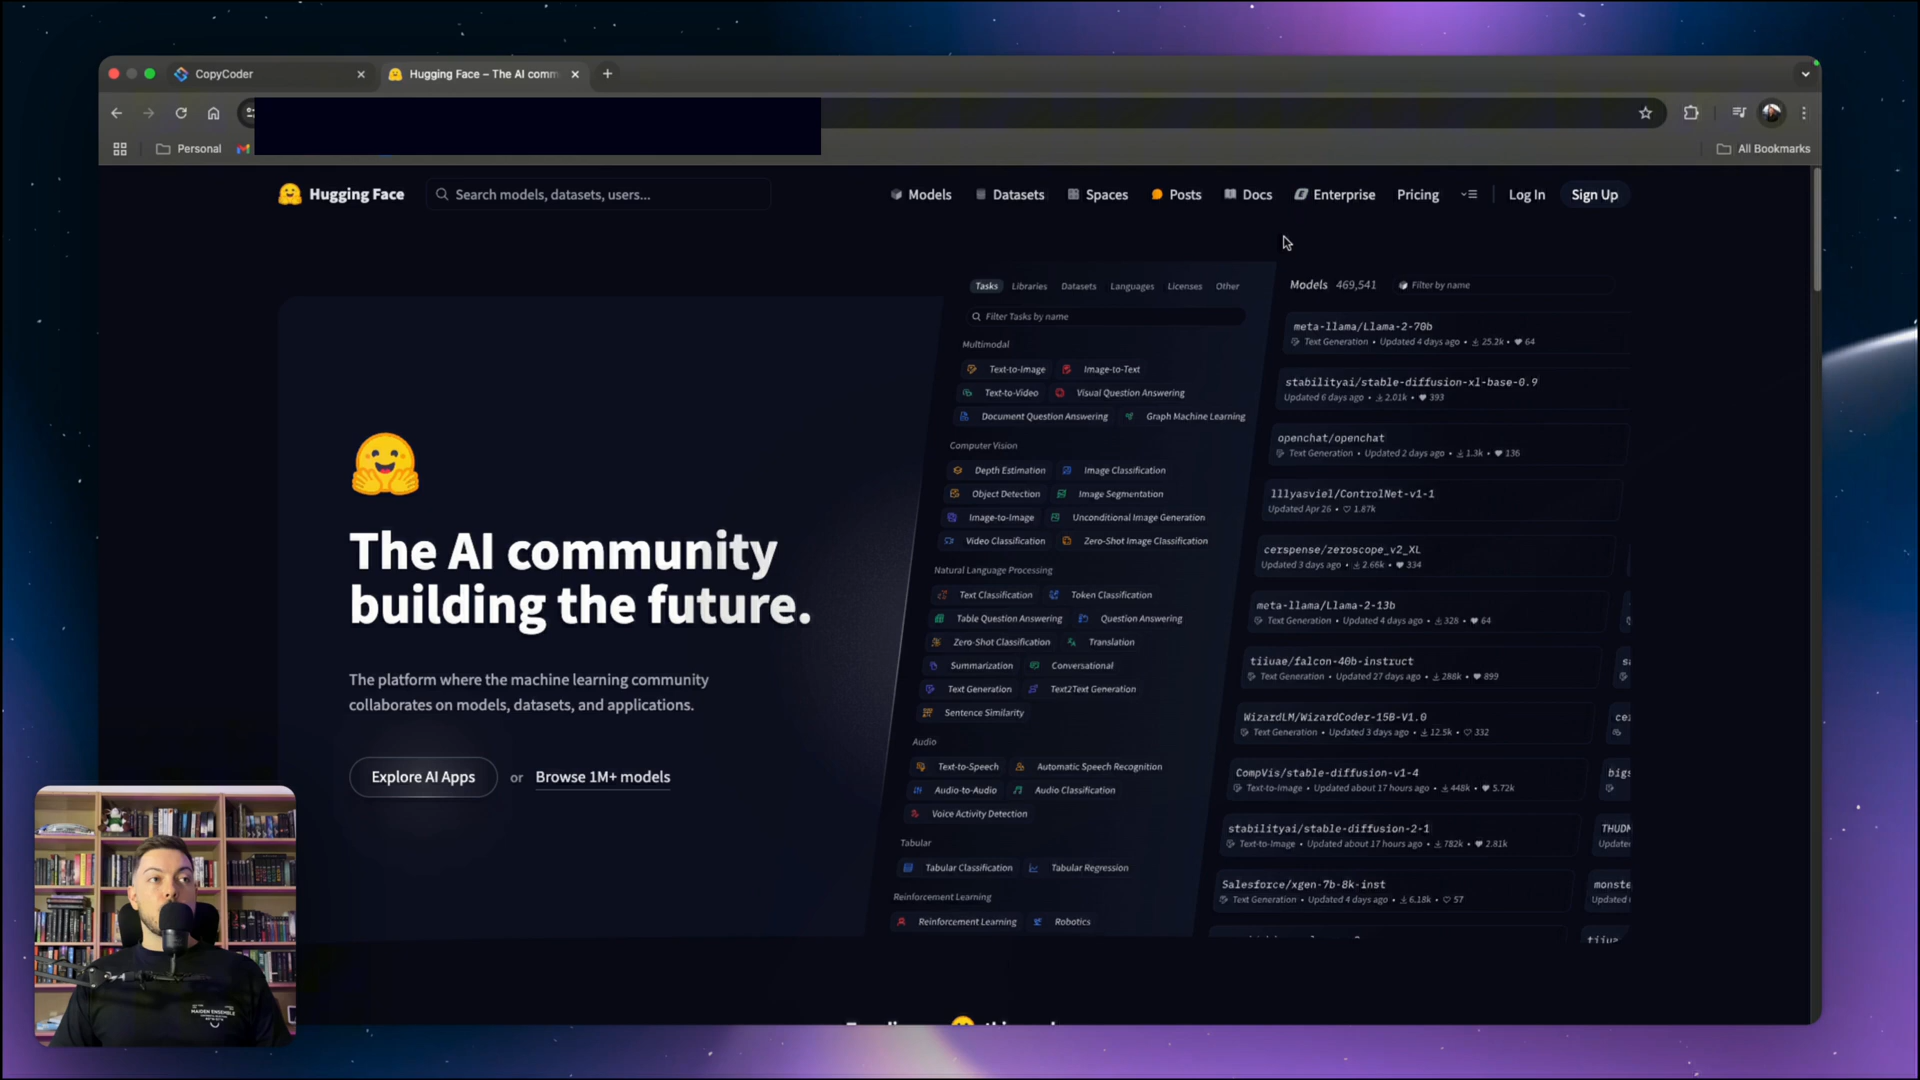 CopyCoder
Hugging Face – The AI comm
Personal
All Bookmarks
Hugging Face
Search models, datasets, users...
Models
Datasets
Spaces
Posts
Docs
Enterprise
Pricing
Log In
Sign Up
The AI community
building the future.
The platform where the machine learning community
collaborates on models, datasets, and applications.
Explore AI Apps or Browse 1M+ models
Tasks Libraries Datasets Languages Licenses Other
Filter Tasks by name
Multimodal
Text-to-Image Image-to-Text
Text-to-Video Visual Question Answering
Document Question Answering Graph Machine Learning
Computer Vision
Depth Estimation Image Classification
Object Detection Image Segmentation
Image-to-Image Unconditional Image Generation
Video Classification Zero-Shot Image Classification
Natural Language Processing
Text Classification Token Classification
Table Question Answering Question Answering
Zero-Shot Classification Translation
Summarization Conversational
Text Generation Text2Text Generation
Sentence Similarity
Audio
Text-to-Speech Automatic Speech Recognition
Audio-to-Audio Audio Classification
Voice Activity Detection
Tabular
Tabular Classification Tabular Regression
Reinforcement Learning
Reinforcement Learning Robotics
Models 469,541 Filter by name
meta-llama/Llama-2-70b
Text Generation • Updated 4 days ago • 25.2k • 64
stabilityai/stable-diffusion-xl-base-0.9
Updated 6 days ago • 2.01k • 393
openchat/openchat
Text Generation • Updated 2 days ago • 1.3k • 136
lllyasviel/ControlNet-v1-1
Updated Apr 26 • 1.87k
cerspense/zeroscope_v2_XL
Updated 3 days ago • 2.66k • 334
meta-llama/Llama-2-13b
Text Generation • Updated 4 days ago • 328 • 64
tiiuae/falcon-40b-instruct
Text Generation • Updated 27 days ago • 288k • 899
WizardLM/WizardCoder-15B-V1.0
Text Generation • Updated 3 days ago • 12.5k • 332
CompVis/stable-diffusion-v1-4
Text-to-Image • Updated about 17 hours ago • 448k • 5.72k
stabilityai/stable-diffusion-2-1
Text-to-Image • Updated about 17 hours ago • 782k • 2.81k
Salesforce/xgen-7b-8k-inst
Text Generation • Updated 4 days ago • 6.18k • 57
bigs
THUDM
Update
monste
Updated
tiiua
MAIDEN ENSEMBLE